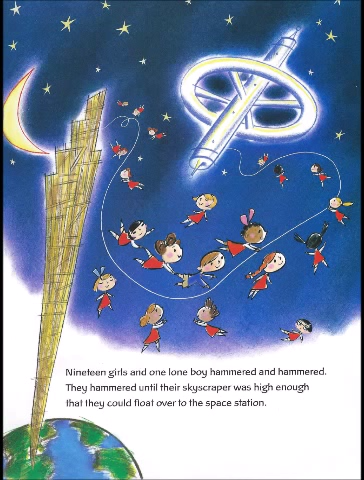 Nineteen girls and one lone boy hammered and hammered.
They hammered until their skyscraper was high enough
that they could float over to the space station.